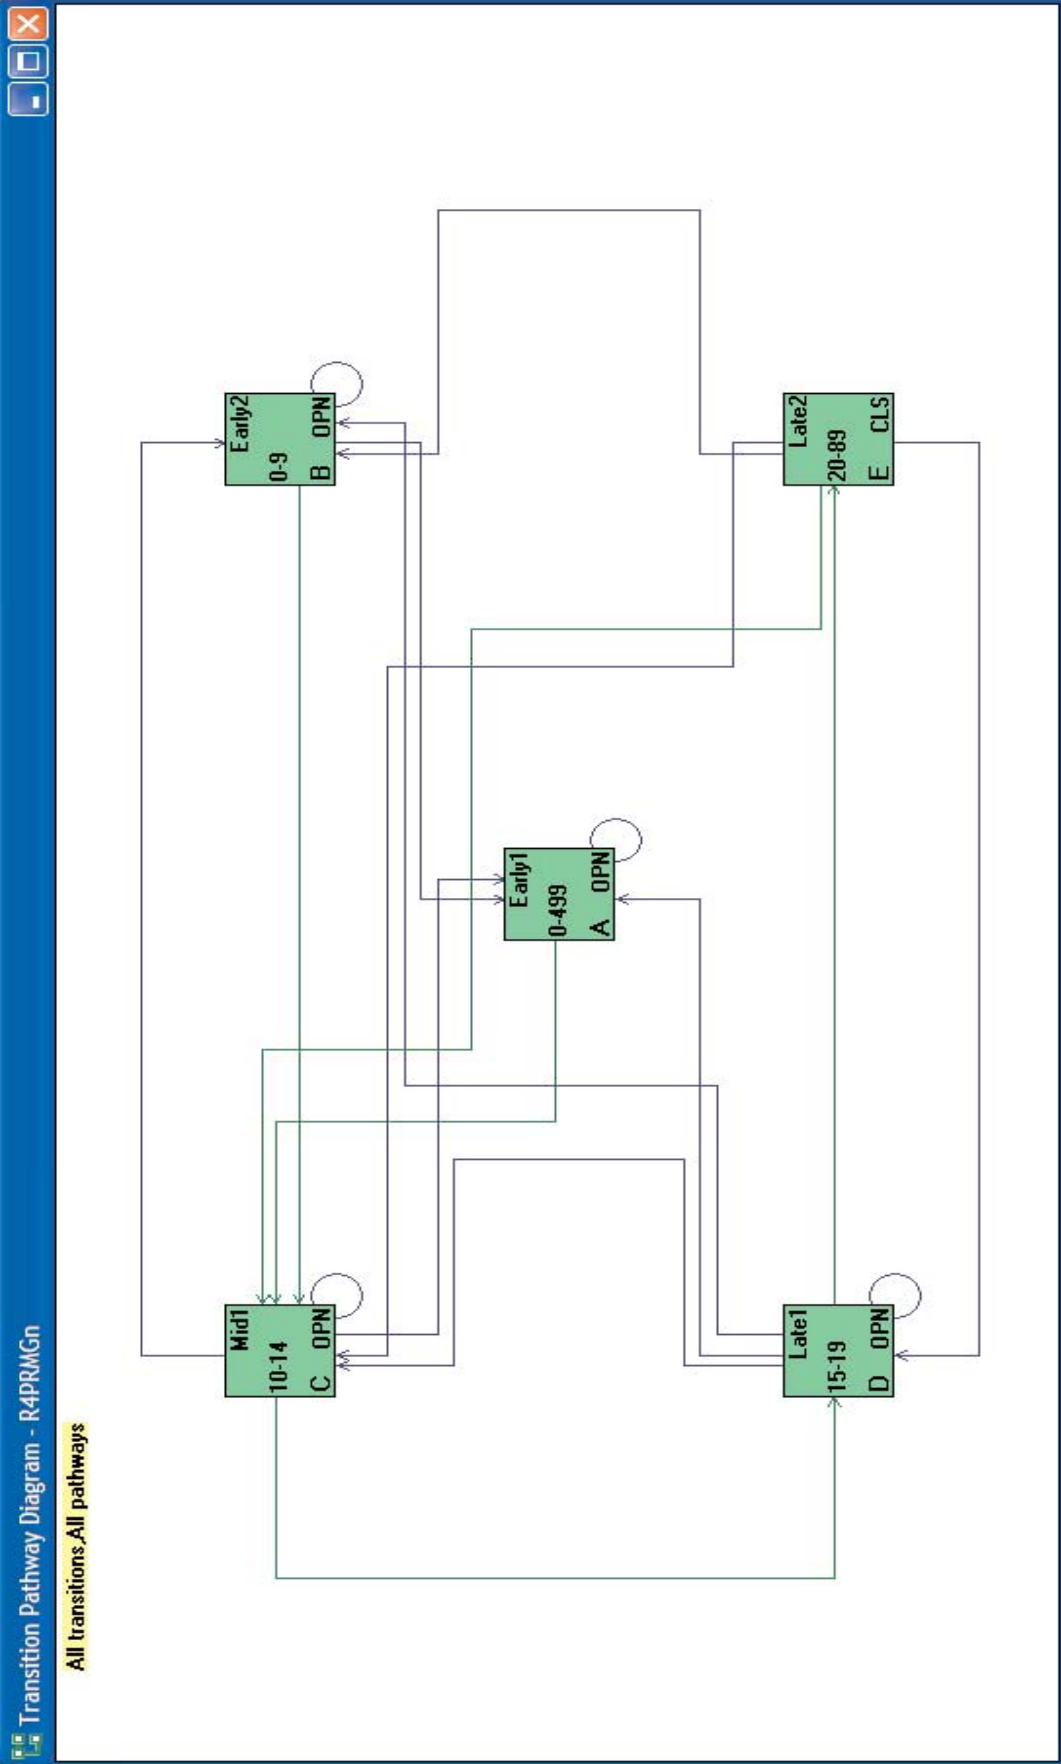 Transition Pathway Diagram - R4PRMGn
All transitions,All pathways
Mid1
10-14
C OPN
Early2
0-9
B OPN
Early1
0-499
A OPN
Late1
15-19
D OPN
Late2
20-89
E CLS